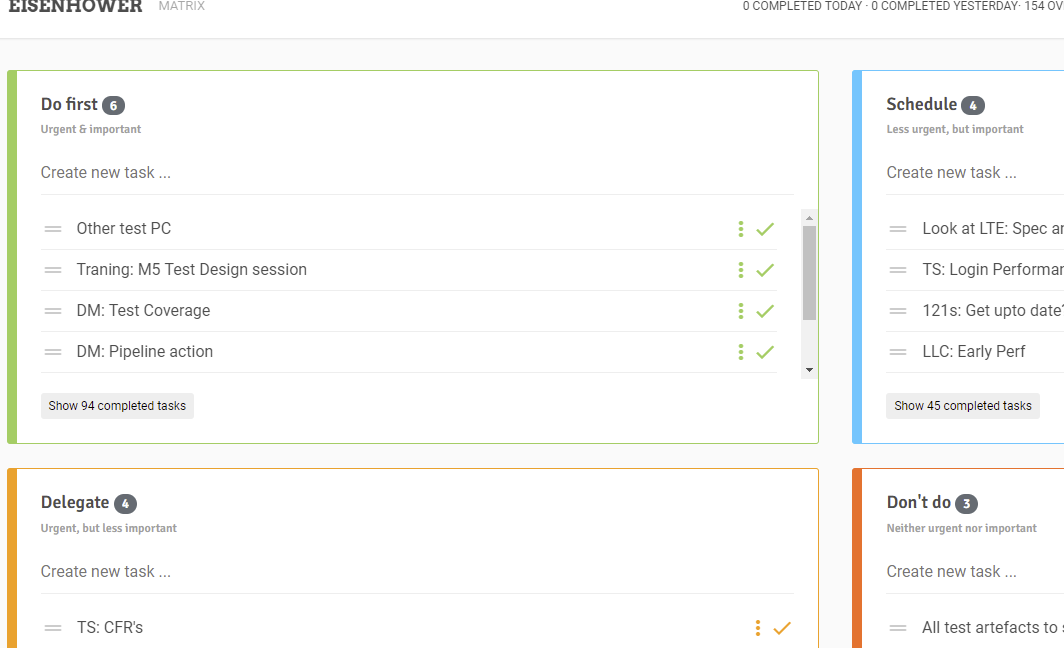 EISENHOWER MATRIX
0 COMPLETED TODAY · 0 COMPLETED YESTERDAY· 154 OV
Do first 6
Urgent & important
Create new task ...
Other test PC
Traning: M5 Test Design session
DM: Test Coverage
DM: Pipeline action
Show 94 completed tasks
Schedule 4
Less urgent, but important
Create new task ...
Look at LTE: Spec an
TS: Login Performan
121s: Get upto date?
LLC: Early Perf
Show 45 completed tasks
Delegate 4
Urgent, but less important
Create new task ...
TS: CFR's
Don't do 3
Neither urgent nor important
Create new task ...
All test artefacts to s